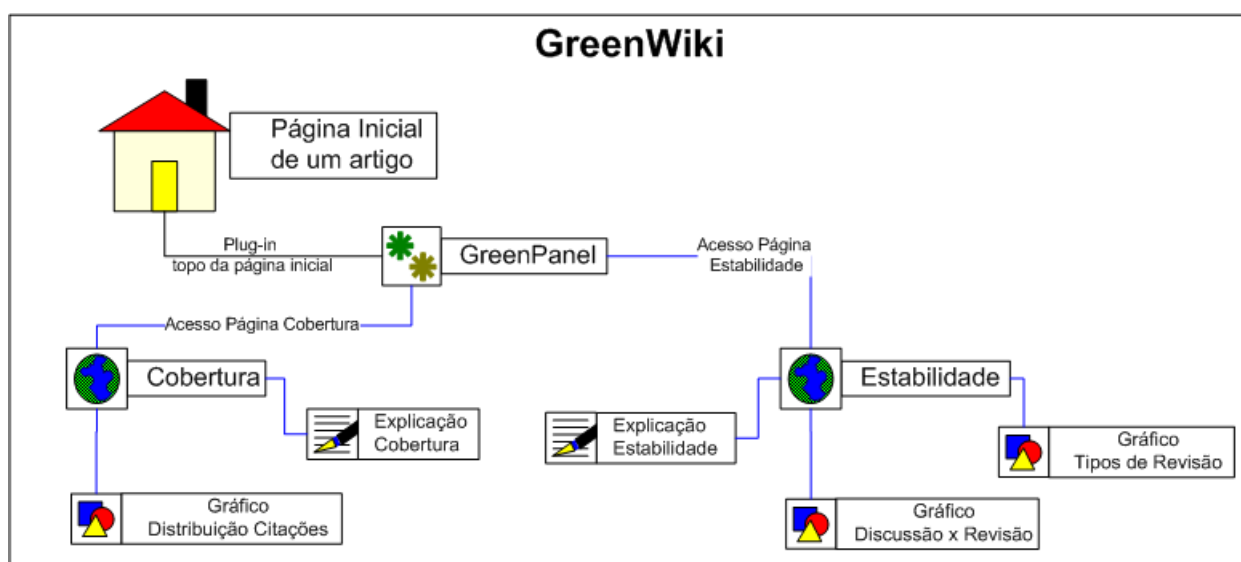 GreenWiki
Página Inicial
de um artigo
Plug-in
topo da página inicial
GreenPanel
Acesso Página
Estabilidade
Acesso Página Cobertura
Cobertura
Estabilidade
Explicação
Cobertura
Explicação
Estabilidade
Gráfico
Tipos de Revisão
Gráfico
Distribuição Citações
Gráfico
Discussão x Revisão